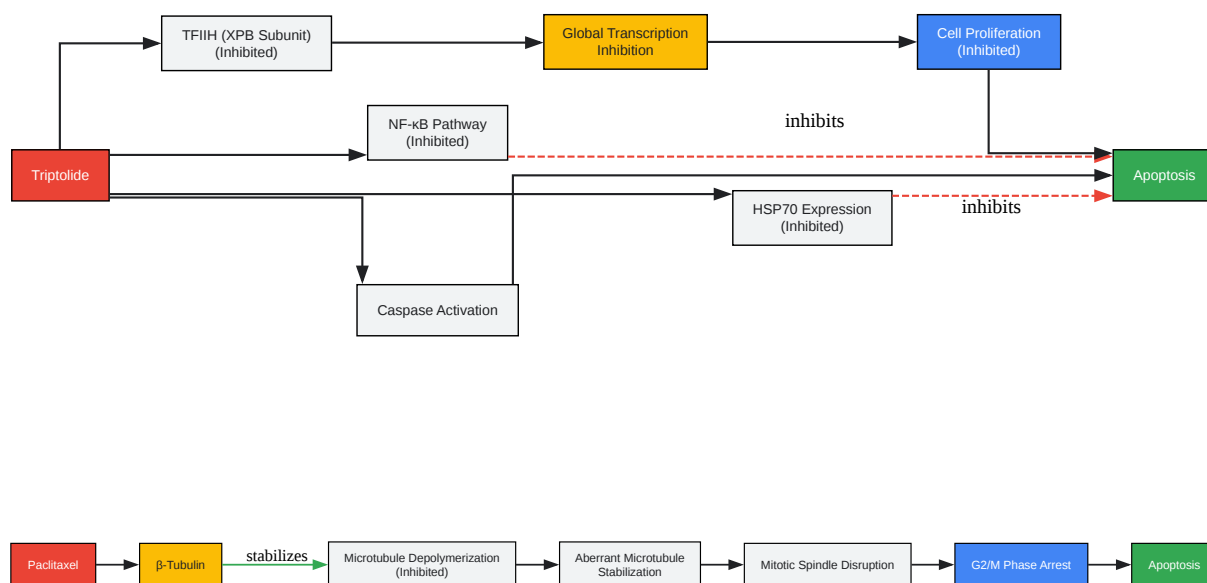 TFIIH (XPB Subunit)
(Inhibited)
Global Transcription
Inhibition
Cell Proliferation
(Inhibited)
NF-κB Pathway
(Inhibited)
inhibits
Triptolide
Apoptosis
HSP70 Expression
(Inhibited)
inhibits
Caspase Activation
Paclitaxel
β-Tubulin
stabilizes
Microtubule Depolymerization
(Inhibited)
Aberrant Microtubule
Stabilization
Mitotic Spindle Disruption
G2/M Phase Arrest
Apoptosis